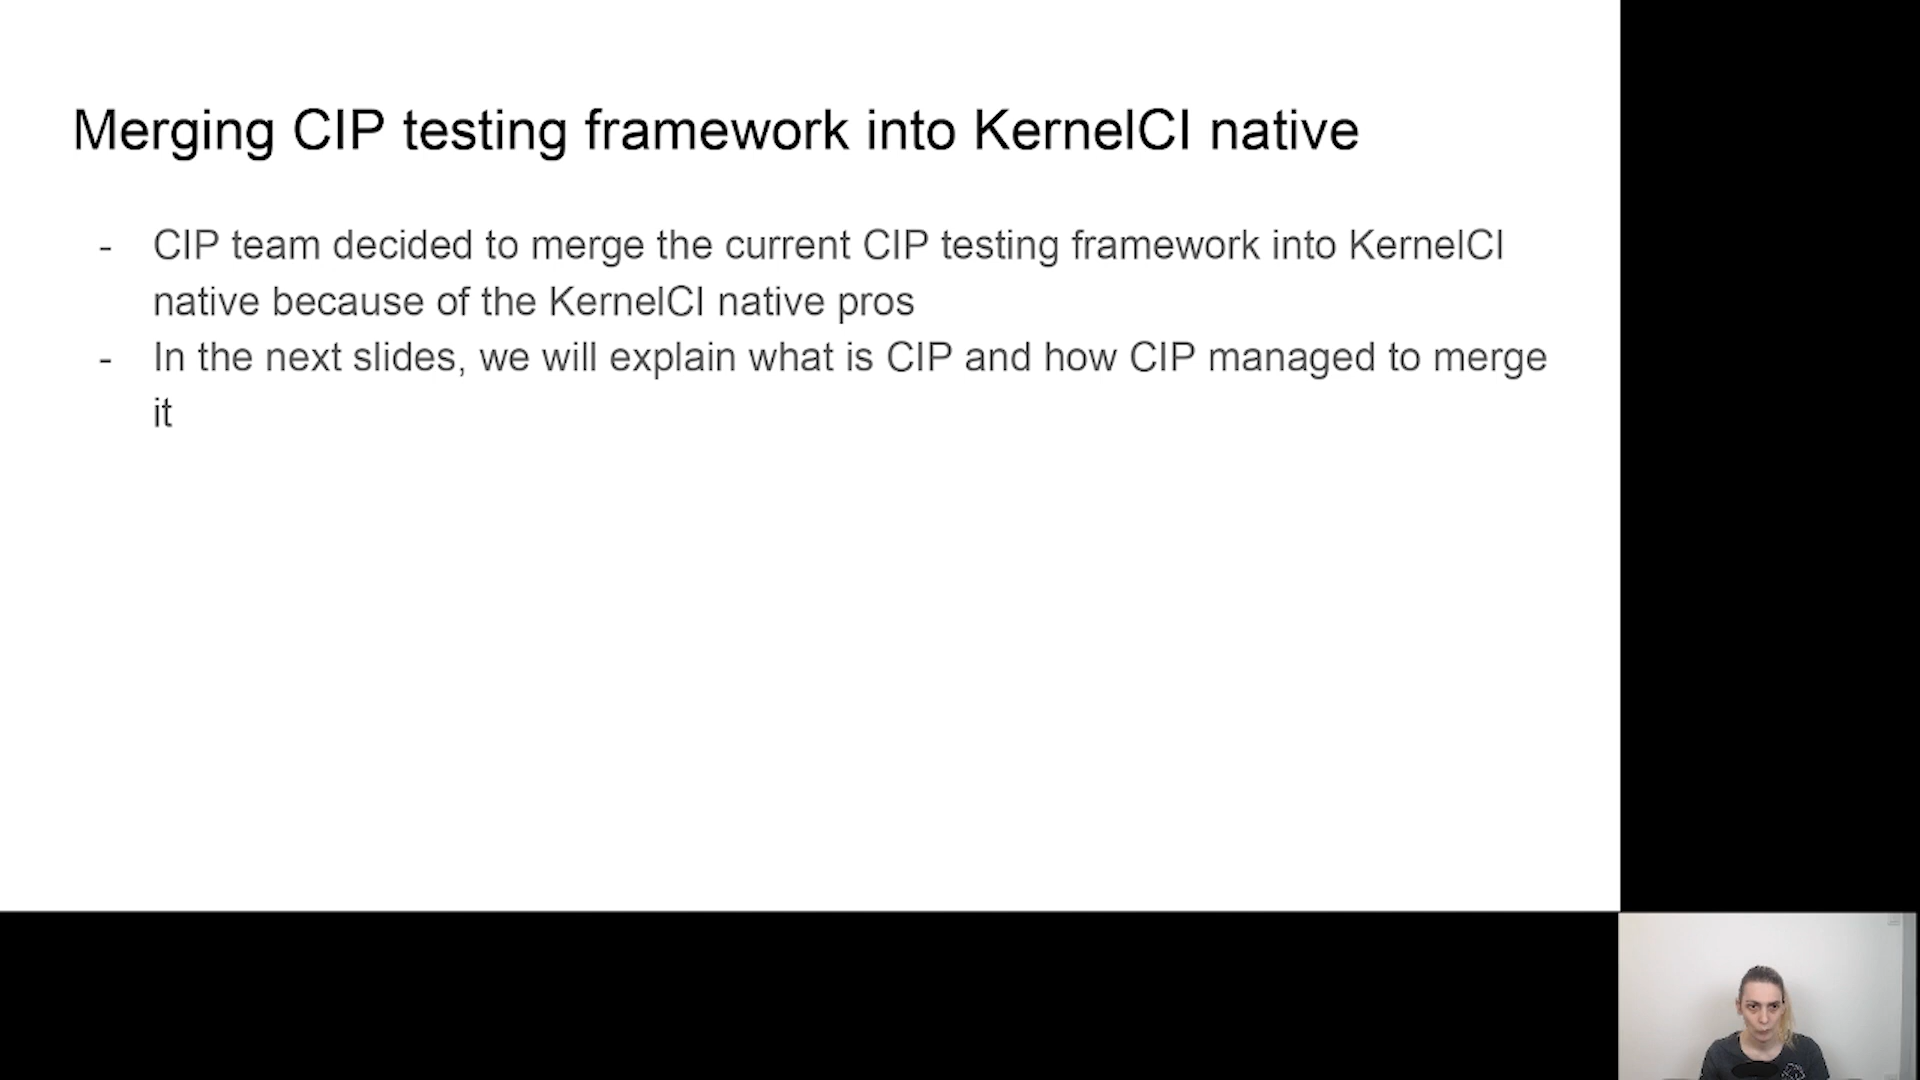 Merging CIP testing framework into KernelCI native
- CIP team decided to merge the current CIP testing framework into KernelCI
native because of the KernelCI native pros
- In the next slides, we will explain what is CIP and how CIP managed to merge
it